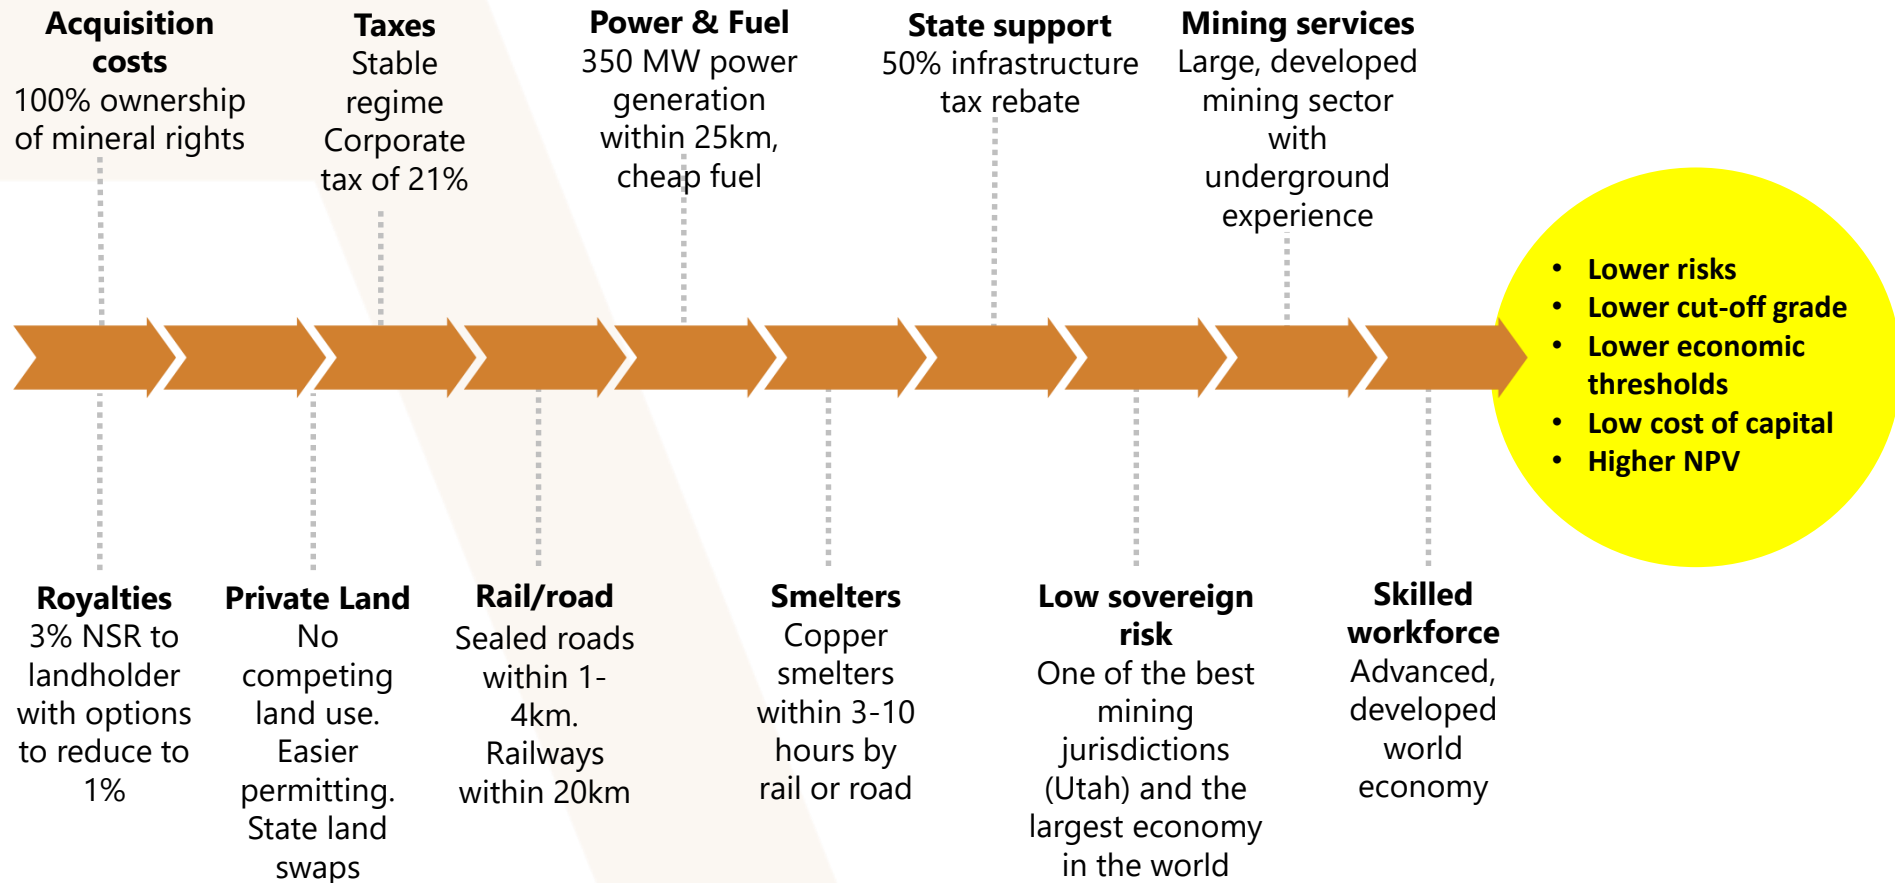 Acquisition
costs
100% ownership
of mineral rights
Taxes
Stable
regime
Corporate
tax of 21%
Power & Fuel
350 MW power
generation
within 25km,
cheap fuel
State support
50% infrastructure
tax rebate
Mining services
Large, developed
mining sector
with
underground
experience
• Lower risks
• Lower cut-off grade
• Lower economic
thresholds
• Low cost of capital
• Higher NPV
Royalties
3% NSR to
landholder
with options
to reduce to
1%
Private Land
No
competing
land use.
Easier
permitting.
State land
swaps
Rail/road
Sealed roads
within 1-
4km.
Railways
within 20km
Smelters
Copper
smelters
within 3-10
hours by
rail or road
Low sovereign
risk
One of the best
mining
jurisdictions
(Utah) and the
largest economy
in the world
Skilled
workforce
Advanced,
developed
world
economy